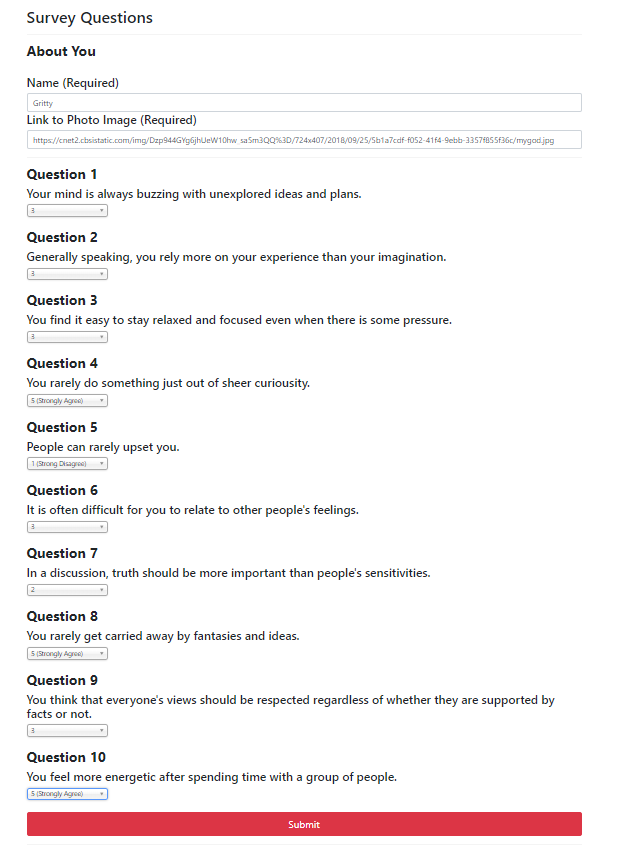 Survey Questions
About You
Name (Required)
Gritty
Link to Photo Image (Required)
https://cnet2.cbsistatic.com/img/Dzp944GYg6jhUeW10hw_sa5m3QQ%3D/724x407/2018/09/25/5b1a7cdf-f052-41f4-9ebb-3357f855f36c/mygod.jpg
Question 1
Your mind is always buzzing with unexplored ideas and plans.
3
Question 2
Generally speaking, you rely more on your experience than your imagination.
3
Question 3
You find it easy to stay relaxed and focused even when there is some pressure.
3
Question 4
You rarely do something just out of sheer curiousity.
5 (Strongly Agree)
Question 5
People can rarely upset you.
1 (Strong Disagree)
Question 6
It is often difficult for you to relate to other people's feelings.
3
Question 7
In a discussion, truth should be more important than people's sensitivities.
2
Question 8
You rarely get carried away by fantasies and ideas.
5 (Strongly Agree)
Question 9
You think that everyone's views should be respected regardless of whether they are supported by
facts or not.
3
Question 10
You feel more energetic after spending time with a group of people.
5 (Strongly Agree)
Submit